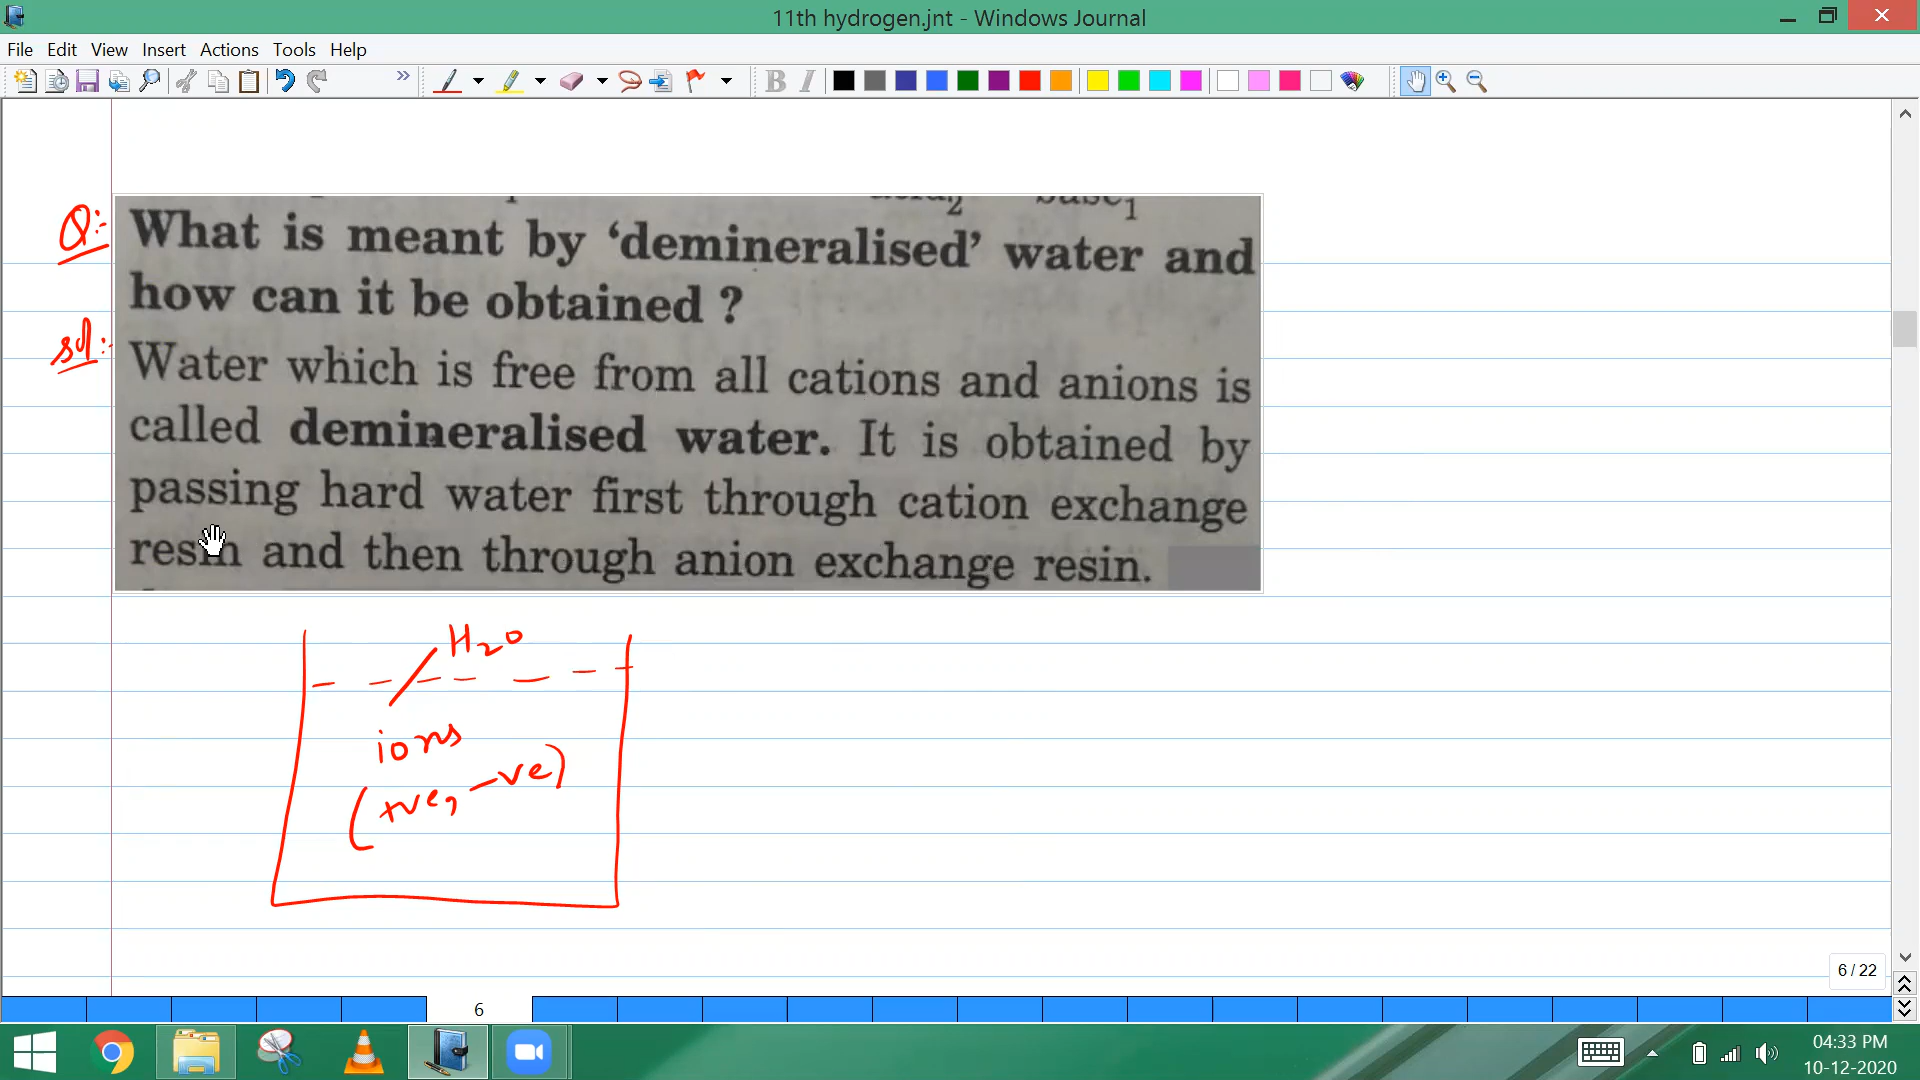 11th hydrogen.jnt - Windows Journal
File Edit View Insert Actions Tools Help
B I
Q:-
What is meant by ‘demineralised’ water and
how can it be obtained ?
sol:-
Water which is free from all cations and anions is
called demineralised water. It is obtained by
passing hard water first through cation exchange
resin and then through anion exchange resin.
H2O
ions
(+ve, -ve)
6 / 22
6
04:33 PM
10-12-2020